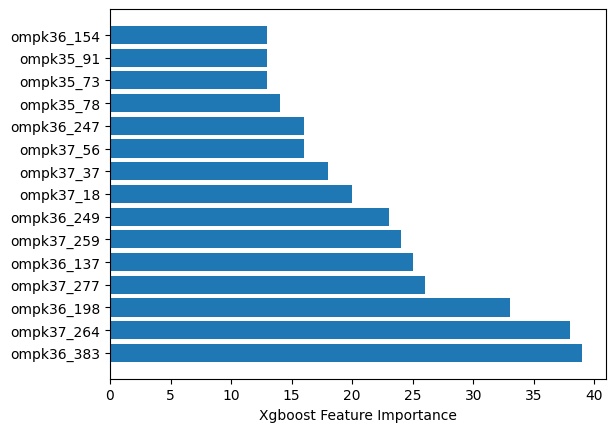 ompk36_154
ompk35_91
ompk35_73
ompk35_78
ompk36_247
ompk37_56
ompk37_37
ompk37_18
ompk36_249
ompk37_259
ompk36_137
ompk37_277
ompk36_198
ompk37_264
ompk36_383
0 5 10 15 20 25 30 35 40
Xgboost Feature Importance